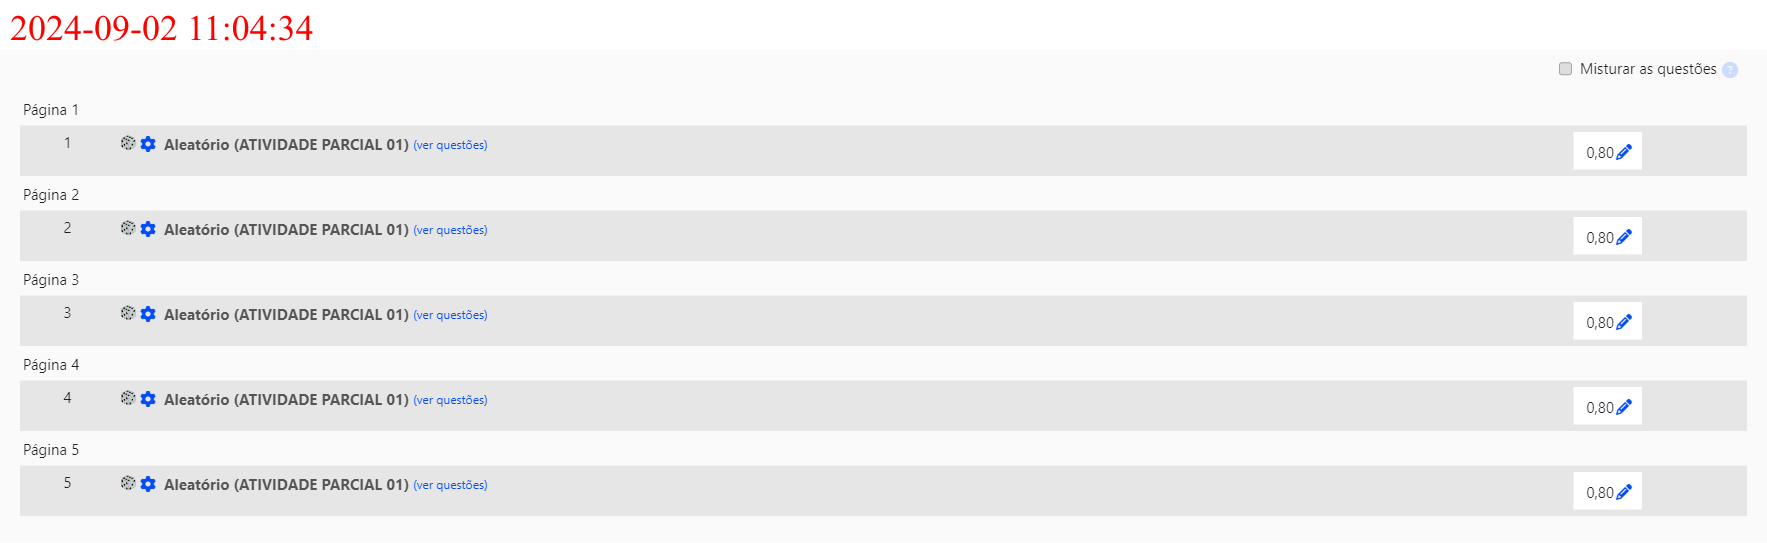 2024-09-02 11:04:34
Misturar as questões ?
Página 1
1 Aleatório (ATIVIDADE PARCIAL 01) (ver questões) 0,80
Página 2
2 Aleatório (ATIVIDADE PARCIAL 01) (ver questões) 0,80
Página 3
3 Aleatório (ATIVIDADE PARCIAL 01) (ver questões) 0,80
Página 4
4 Aleatório (ATIVIDADE PARCIAL 01) (ver questões) 0,80
Página 5
5 Aleatório (ATIVIDADE PARCIAL 01) (ver questões) 0,80